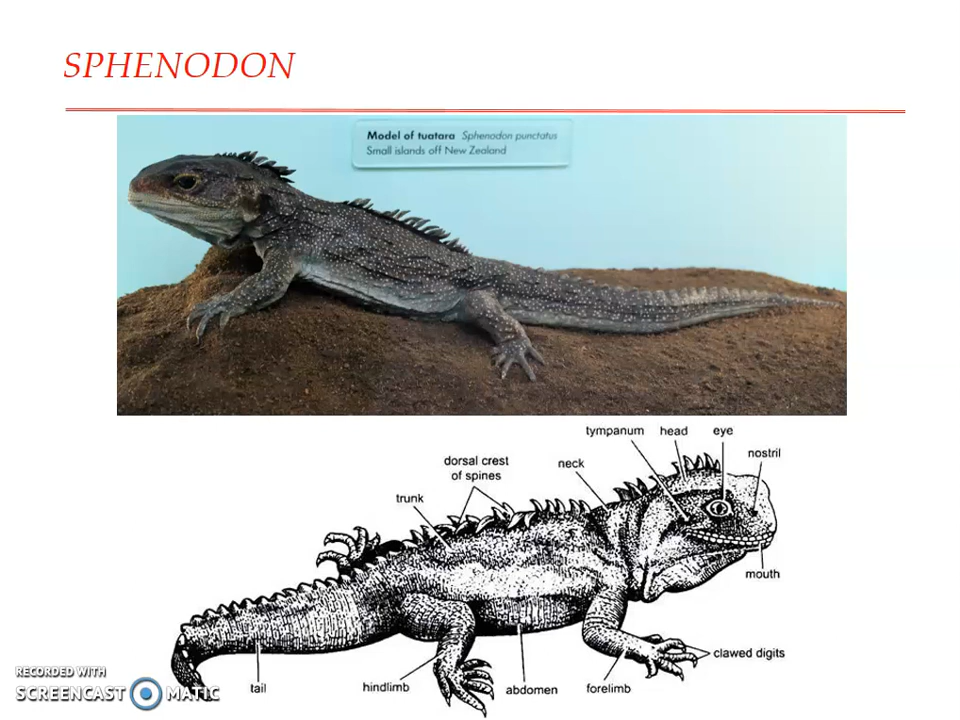 SPHENODON
Model of tuatara Sphenodon punctatus
Small islands off New Zealand
tympanum head eye
nostril
dorsal crest
of spines
neck
trunk
mouth
clawed digits
tail hindlimb abdomen forelimb
RECORDED WITH
SCREENCAST MATIC